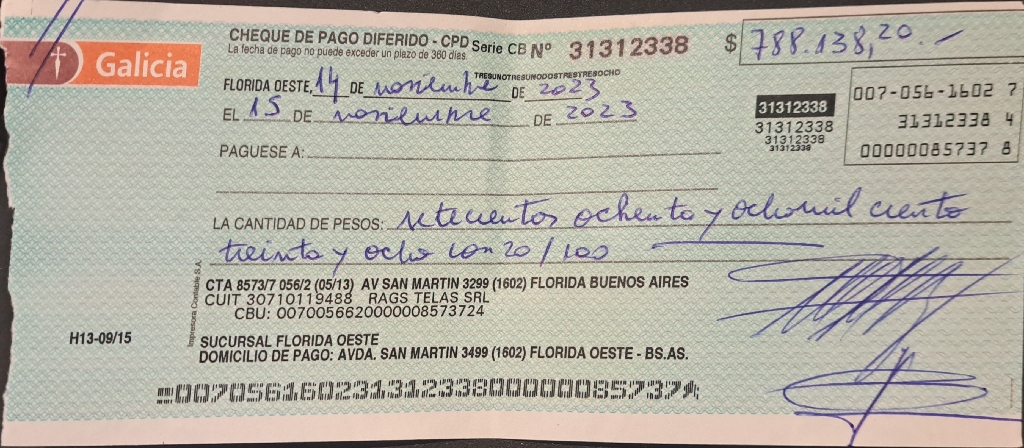 Galicia
CHEQUE DE PAGO DIFERIDO - CPD Serie CB Nº 31312338 $ 788.138,20.-
La fecha de pago no puede exceder un plazo de 360 días.
TRESUNOTRESUNODOSTRESTRESOCHO
FLORIDA OESTE, 14 DE noviembre DE 2023
EL 15 DE noviembre DE 2023
31312338
31312338
31312338
31312338
007-056-1602 7
31312338 4
00000085737 8
PAGUESE A:
LA CANTIDAD DE PESOS: setecientos ochenta y ocho mil ciento
treinta y ocho con 20/100
CTA 8573/7 056/2 (05/13) AV SAN MARTIN 3299 (1602) FLORIDA BUENOS AIRES
CUIT 30710119488 RAGS TELAS SRL
CBU: 0070056620000008573724
Impresora Contable S.A.
H13-09/15
SUCURSAL FLORIDA OESTE
DOMICILIO DE PAGO: AVDA. SAN MARTIN 3499 (1602) FLORIDA OESTE - BS.AS.